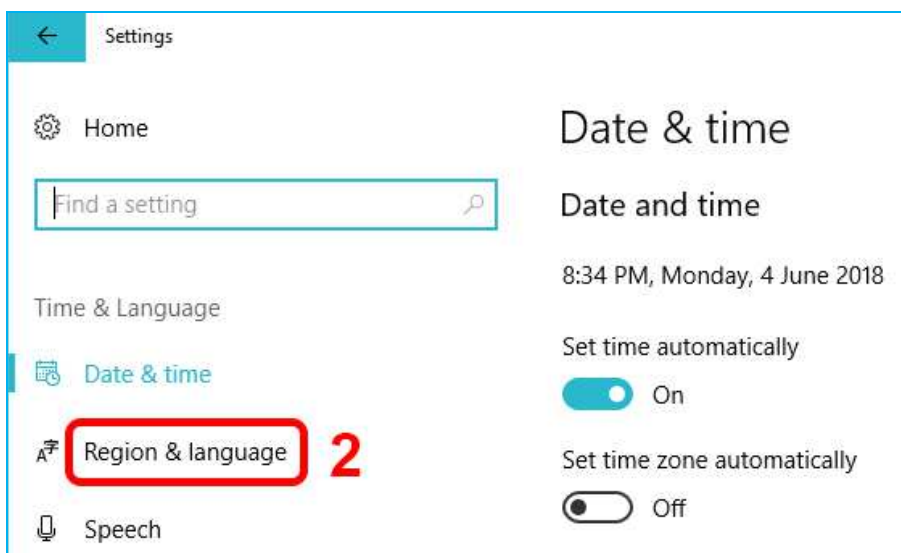 Settings
Home
Find a setting
Time & Language
Date & time
Region & language 2
Speech
Date & time
Date and time
8:34 PM, Monday, 4 June 2018
Set time automatically
On
Set time zone automatically
Off